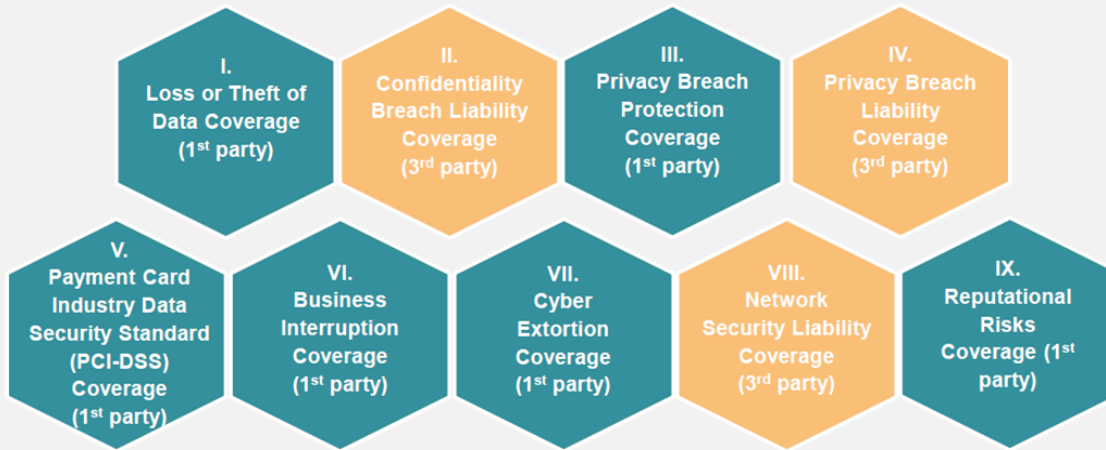 I.
Loss or Theft of
Data Coverage
(1st party)
II.
Confidentiality
Breach Liability
Coverage
(3rd party)
III.
Privacy Breach
Protection
Coverage
(1st party)
IV.
Privacy Breach
Liability
Coverage
(3rd party)
V.
Payment Card
Industry Data
Security Standard
(PCI-DSS)
Coverage
(1st party)
VI.
Business
Interruption
Coverage
(1st party)
VII.
Cyber
Extortion
Coverage
(1st party)
VIII.
Network
Security Liability
Coverage
(3rd party)
IX.
Reputational
Risks
Coverage (1st
party)